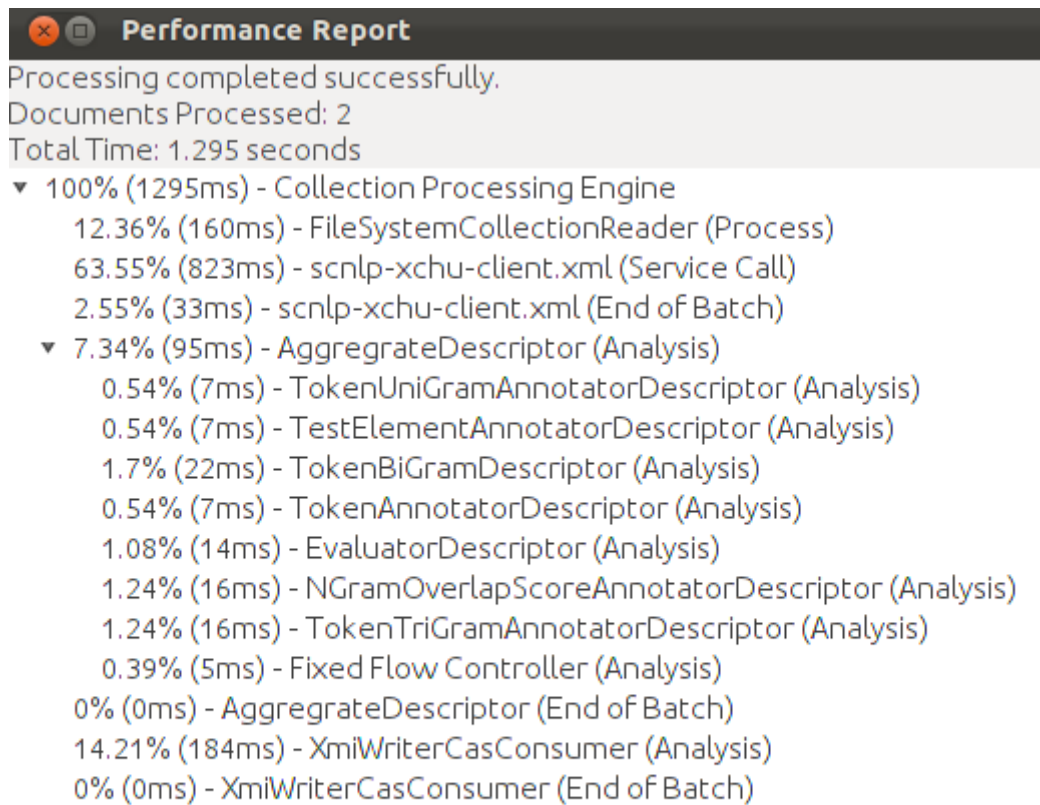 Performance Report
Processing completed successfully.
Documents Processed: 2
Total Time: 1.295 seconds
100% (1295ms) - Collection Processing Engine
12.36% (160ms) - FileSystemCollectionReader (Process)
63.55% (823ms) - scnlp-xchu-client.xml (Service Call)
2.55% (33ms) - scnlp-xchu-client.xml (End of Batch)
7.34% (95ms) - AggregrateDescriptor (Analysis)
0.54% (7ms) - TokenUniGramAnnotatorDescriptor (Analysis)
0.54% (7ms) - TestElementAnnotatorDescriptor (Analysis)
1.7% (22ms) - TokenBiGramDescriptor (Analysis)
0.54% (7ms) - TokenAnnotatorDescriptor (Analysis)
1.08% (14ms) - EvaluatorDescriptor (Analysis)
1.24% (16ms) - NGramOverlapScoreAnnotatorDescriptor (Analysis)
1.24% (16ms) - TokenTriGramAnnotatorDescriptor (Analysis)
0.39% (5ms) - Fixed Flow Controller (Analysis)
0% (0ms) - AggregrateDescriptor (End of Batch)
14.21% (184ms) - XmiWriterCasConsumer (Analysis)
0% (0ms) - XmiWriterCasConsumer (End of Batch)